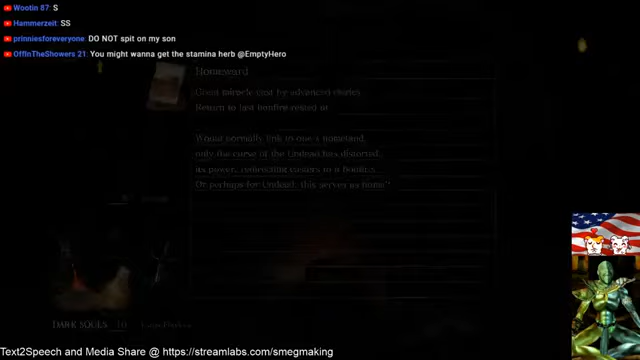 Wootin 87: S
Hammerzeit: SS
prinniesforeveryone: DO NOT spit on my son
OffInTheShowers 21: You might wanna get the stamina herb @EmptyHero
Homeward
Great miracle cast by advanced clerics.
Return to last bonfire rested at.
Would normally link to one's homeland,
only the curse of the Undead has distorted
its power, redirecting casters to a bonfire.
Or perhaps for Undead, this serves as home?
DARK SOULS
Text2Speech and Media Share @ https://streamlabs.com/smegmaking